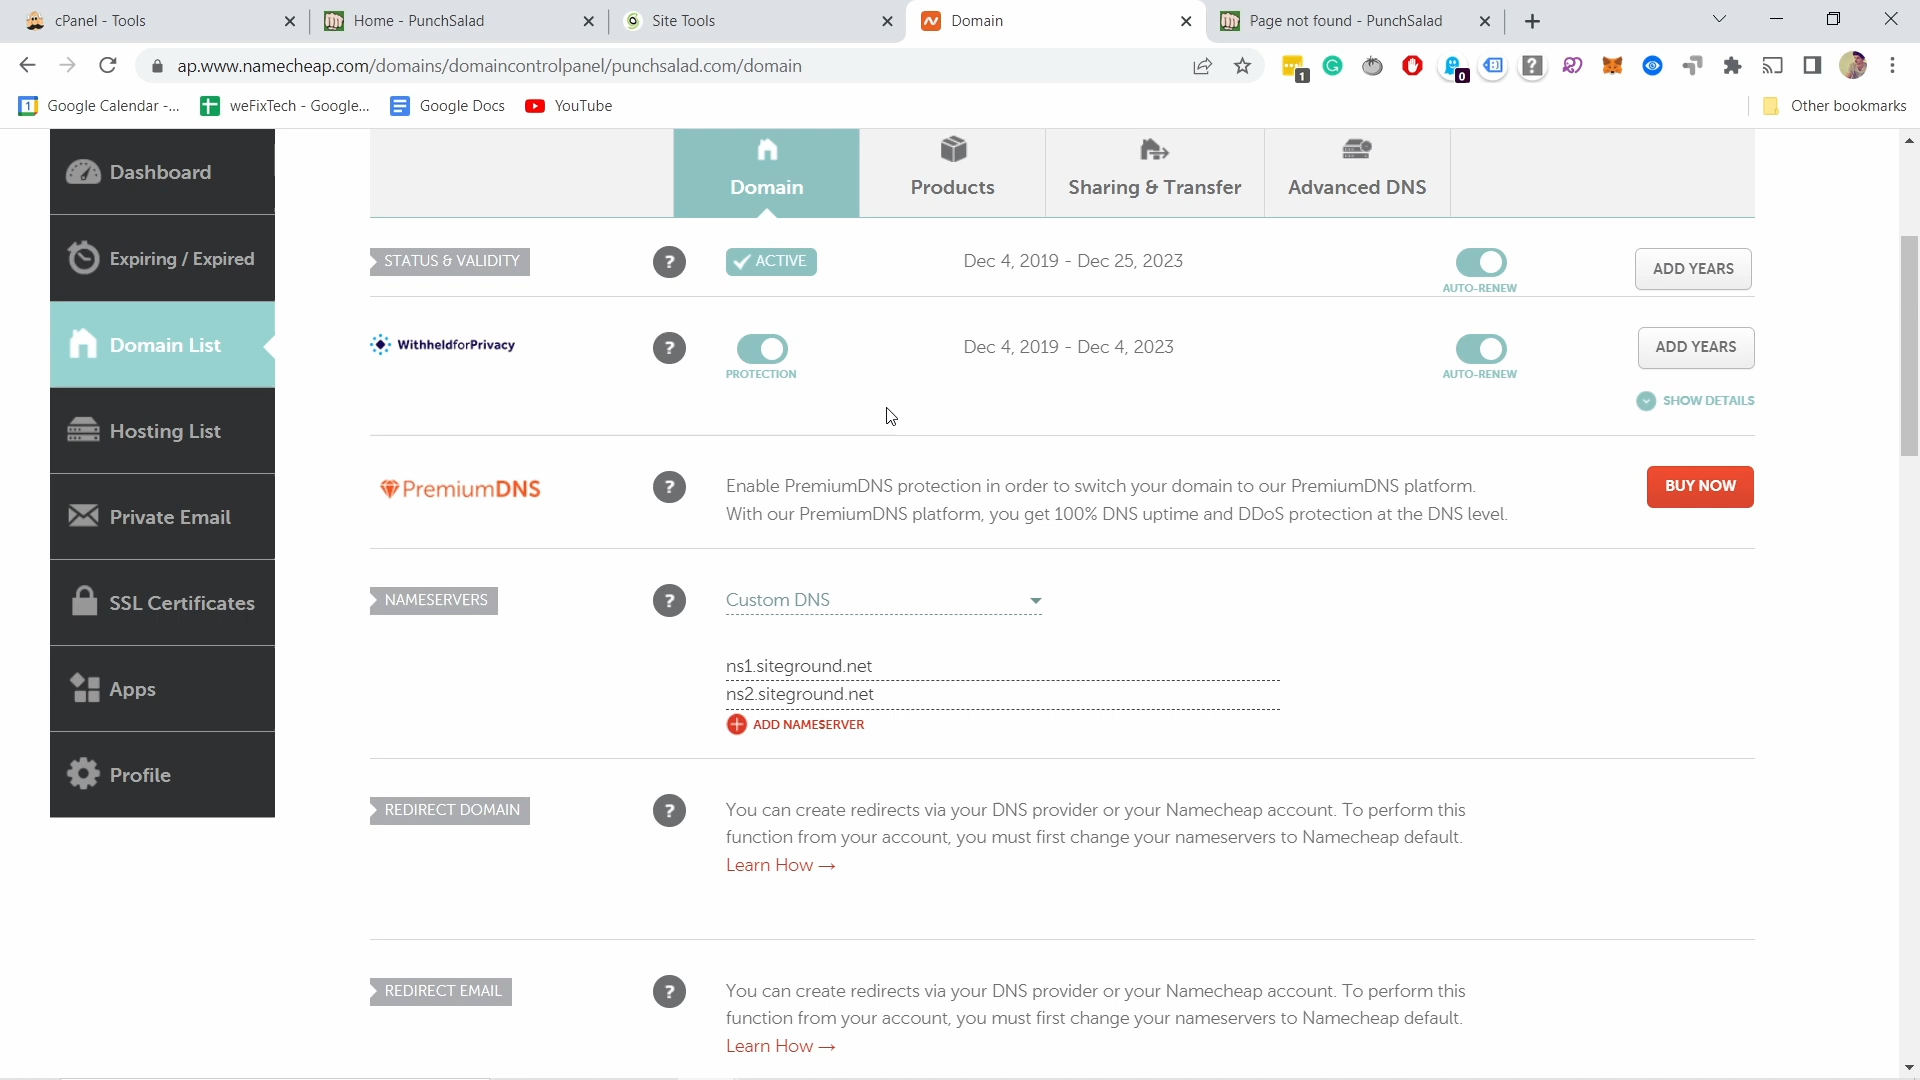 cPanel - Tools
Home - PunchSalad
Site Tools
Domain
Page not found - PunchSalad
ap.www.namecheap.com/domains/domaincontrolpanel/punchsalad.com/domain
1
0
1
Google Calendar -...
weFixTech - Google...
Google Docs
YouTube
Other bookmarks
Dashboard
Expiring / Expired
Domain List
Hosting List
Private Email
SSL Certificates
Apps
Profile
Domain
Products
Sharing & Transfer
Advanced DNS
STATUS & VALIDITY
?
ACTIVE
Dec 4, 2019 - Dec 25, 2023
AUTO-RENEW
ADD YEARS
WithheldforPrivacy
?
PROTECTION
Dec 4, 2019 - Dec 4, 2023
AUTO-RENEW
ADD YEARS
SHOW DETAILS
PremiumDNS
?
Enable PremiumDNS protection in order to switch your domain to our PremiumDNS platform.
With our PremiumDNS platform, you get 100% DNS uptime and DDoS protection at the DNS level.
BUY NOW
NAMESERVERS
?
Custom DNS
ns1.siteground.net
ns2.siteground.net
ADD NAMESERVER
REDIRECT DOMAIN
?
You can create redirects via your DNS provider or your Namecheap account. To perform this
function from your account, you must first change your nameservers to Namecheap default.
Learn How →
REDIRECT EMAIL
?
You can create redirects via your DNS provider or your Namecheap account. To perform this
function from your account, you must first change your nameservers to Namecheap default.
Learn How →